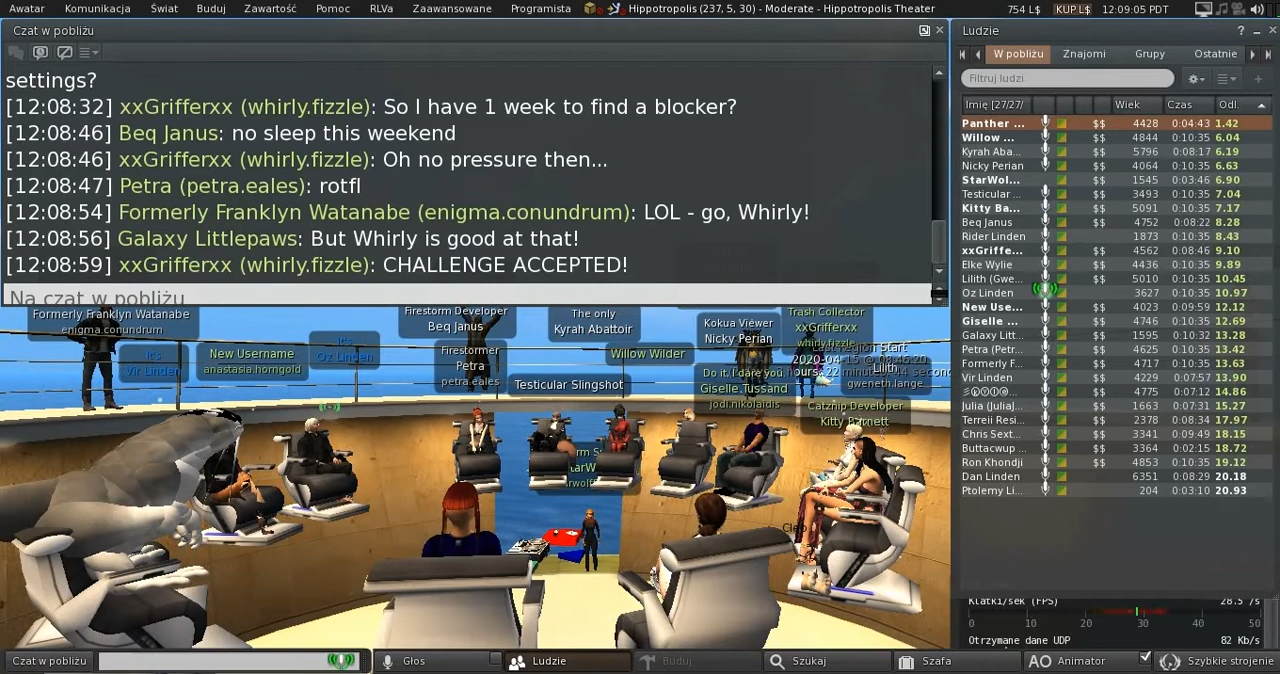 Awatar Komunikacja Świat Buduj Zawartość Pomoc RLVa Zaawansowane Programista Hippotropolis (237, 5, 30) - Moderate - Hippotropolis Theater 754 L$ KUP L$ 12:09:05 PDT
Czat w pobliżu
settings?
[12:08:32] xxGrifferxx (whirly.fizzle): So I have 1 week to find a blocker?
[12:08:46] Beq Janus: no sleep this weekend
[12:08:46] xxGrifferxx (whirly.fizzle): Oh no pressure then...
[12:08:47] Petra (petra.eales): rotfl
[12:08:54] Formerly Franklyn Watanabe (enigma.conundrum): LOL - go, Whirly!
[12:08:56] Galaxy Littlepaws: But Whirly is good at that!
[12:08:59] xxGrifferxx (whirly.fizzle): CHALLENGE ACCEPTED!
Na czat w pobliżu
Formerly Franklyn Watanabe
enigma.conundrum
It's
Vir Linden
New Username
anastasia.horngold
It's
Oz Linden
Firestorm Developer
Beq Janus
Firestormer
Petra
petra.eales
The only
Kyrah Abattoir
Testicular Slingshot
Willow Wilder
Kokua Viewer
Nicky Perian
Trash Collector
xxGrifferxx
whirly.fizzle
Last region Start
2020-04-15 @ 08:46:20
Lilith
gweneth.lange
Do it. I dare you.
Giselle Tussand
jodi.nikolaidis
Catznip Developer
Kitty Barnett
Ludzie
W pobliżu Znajomi Grupy Ostatnie
Filtruj ludzi
Imię [27/27/ Wiek Czas Odl.
Panther ... $$ 4428 0:04:43 1.42
Willow ... $$ 4844 0:10:35 6.04
Kyrah Aba... $$ 5796 0:08:17 6.19
Nicky Perian $$ 4064 0:10:35 6.63
StarWol... $$ 1545 0:03:46 6.90
Testicular ... $$ 3493 0:10:35 7.04
Kitty Ba... $$ 5091 0:10:35 7.17
Beq Janus $$ 4752 0:08:22 8.28
Rider Linden 1873 0:10:35 8.43
xxGriffe... $$ 4562 0:08:46 9.10
Elke Wylie $$ 4436 0:10:35 9.89
Lilith (Gwe... $$ 5010 0:10:35 10.45
Oz Linden 3627 0:10:35 10.97
New Use... $$ 4023 0:09:59 12.12
Giselle ... $$ 4746 0:10:35 12.69
Galaxy Litt... $$ 1595 0:10:32 13.28
Petra (Petr... $$ 4625 0:10:35 13.42
Formerly F... $$ 4717 0:10:35 13.63
Vir Linden 4229 0:07:57 13.90
$$ 4775 0:07:12 14.86
Julia (JuliaJ... $$ 1663 0:07:31 15.27
Terreii Resi... $$ 2378 0:08:34 17.97
Chris Sext... $$ 3341 0:09:49 18.15
Buttacwup ... $$ 3364 0:02:15 18.72
Ron Khondji $$ 4853 0:10:35 19.12
Dan Linden 6351 0:08:29 20.18
Ptolemy Li... 204 0:03:10 20.93
Klatki/sek (FPS) 28.5 /s
0 10 20 30 40 50
Otrzymane dane UDP 82 Kb/s
Czat w pobliżu Głos Ludzie Buduj Szukaj Szafa AO Animator Szybkie strojenie